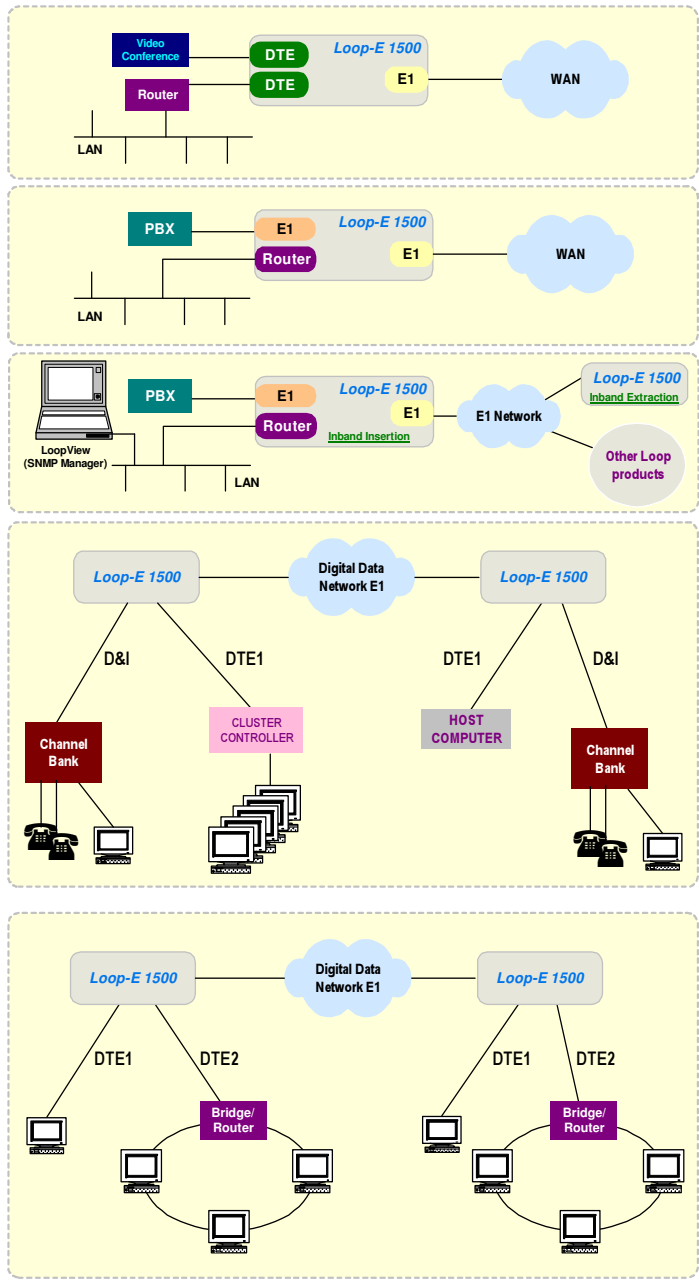 Video
Conference
DTE
Loop-E 1500
E1
WAN
DTE
Router
LAN
PBX
E1
Loop-E 1500
E1
WAN
Router
LAN
PBX
E1
Loop-E 1500
E1
Router
Inband Insertion
E1 Network
Loop-E 1500
Inband Extraction
LoopView
(SNMP Manager)
LAN
Other Loop
products
Loop-E 1500
Digital Data
Network E1
Loop-E 1500
D&I
DTE1
DTE1
D&I
Channel
Bank
CLUSTER
CONTROLLER
HOST
COMPUTER
Channel
Bank
Loop-E 1500
Digital Data
Network E1
Loop-E 1500
DTE1
DTE2
DTE1
DTE2
Bridge/
Router
Bridge/
Router